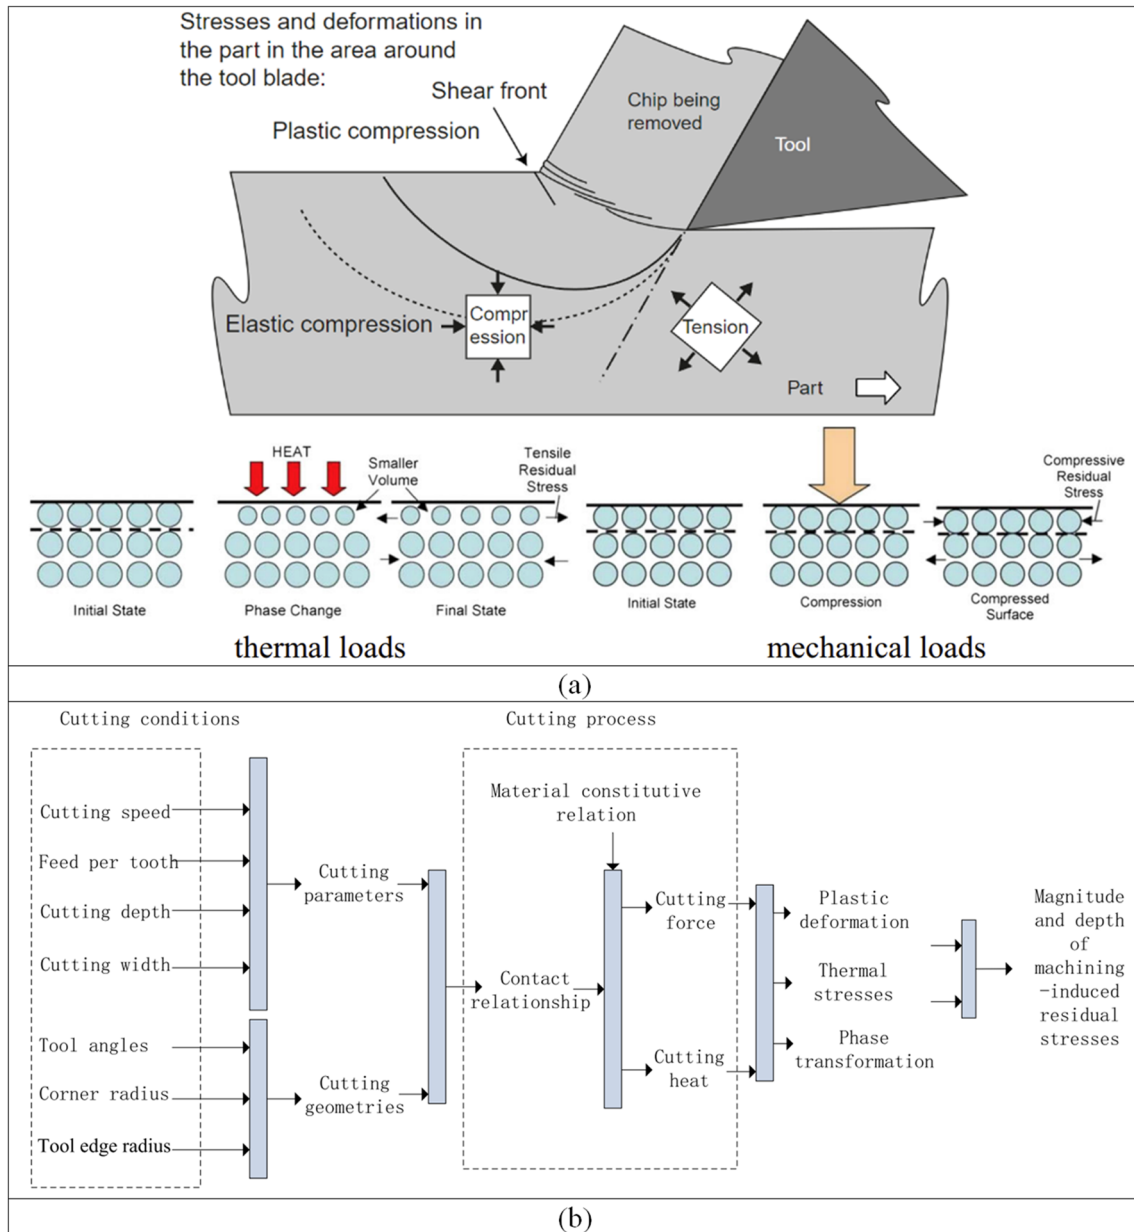 Stresses and deformations in
the part in the area around
the tool blade:
Shear front
Plastic compression
Chip being
removed
Tool
Elastic compression
Compr
ession
Tension
Part
HEAT
Smaller
Volume
Tensile
Residual
Stress
Compressive
Residual
Stress
Initial State
Phase Change
Final State
Initial State
Compression
Compressed
Surface
thermal loads
mechanical loads
(a)
Cutting conditions
Cutting process
Cutting speed
Feed per tooth
Cutting depth
Cutting width
Tool angles
Corner radius
Tool edge radius
Cutting
parameters
Cutting
geometries
Contact
relationship
Material constitutive
relation
Cutting
force
Cutting
heat
Plastic
deformation
Thermal
stresses
Phase
transformation
Magnitude
and depth
of
machining
-induced
residual
stresses
(b)